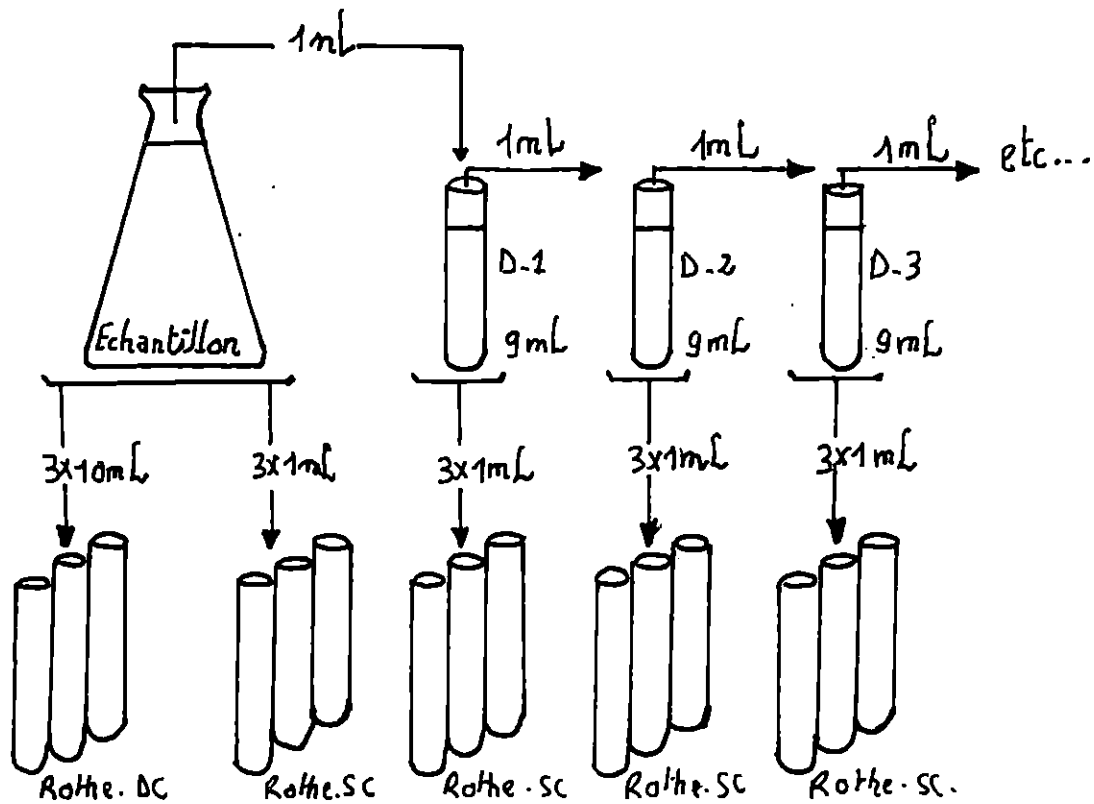 1mL
1mL 1mL 1mL etc...
D-1 D-2 D-3
Echantillon 9mL 9mL 9mL
3x10mL 3x1mL 3x1mL 3x1mL 3x1mL
Rothe. DC Rothe. SC Rothe. SC Rothe. SC Rothe. SC.